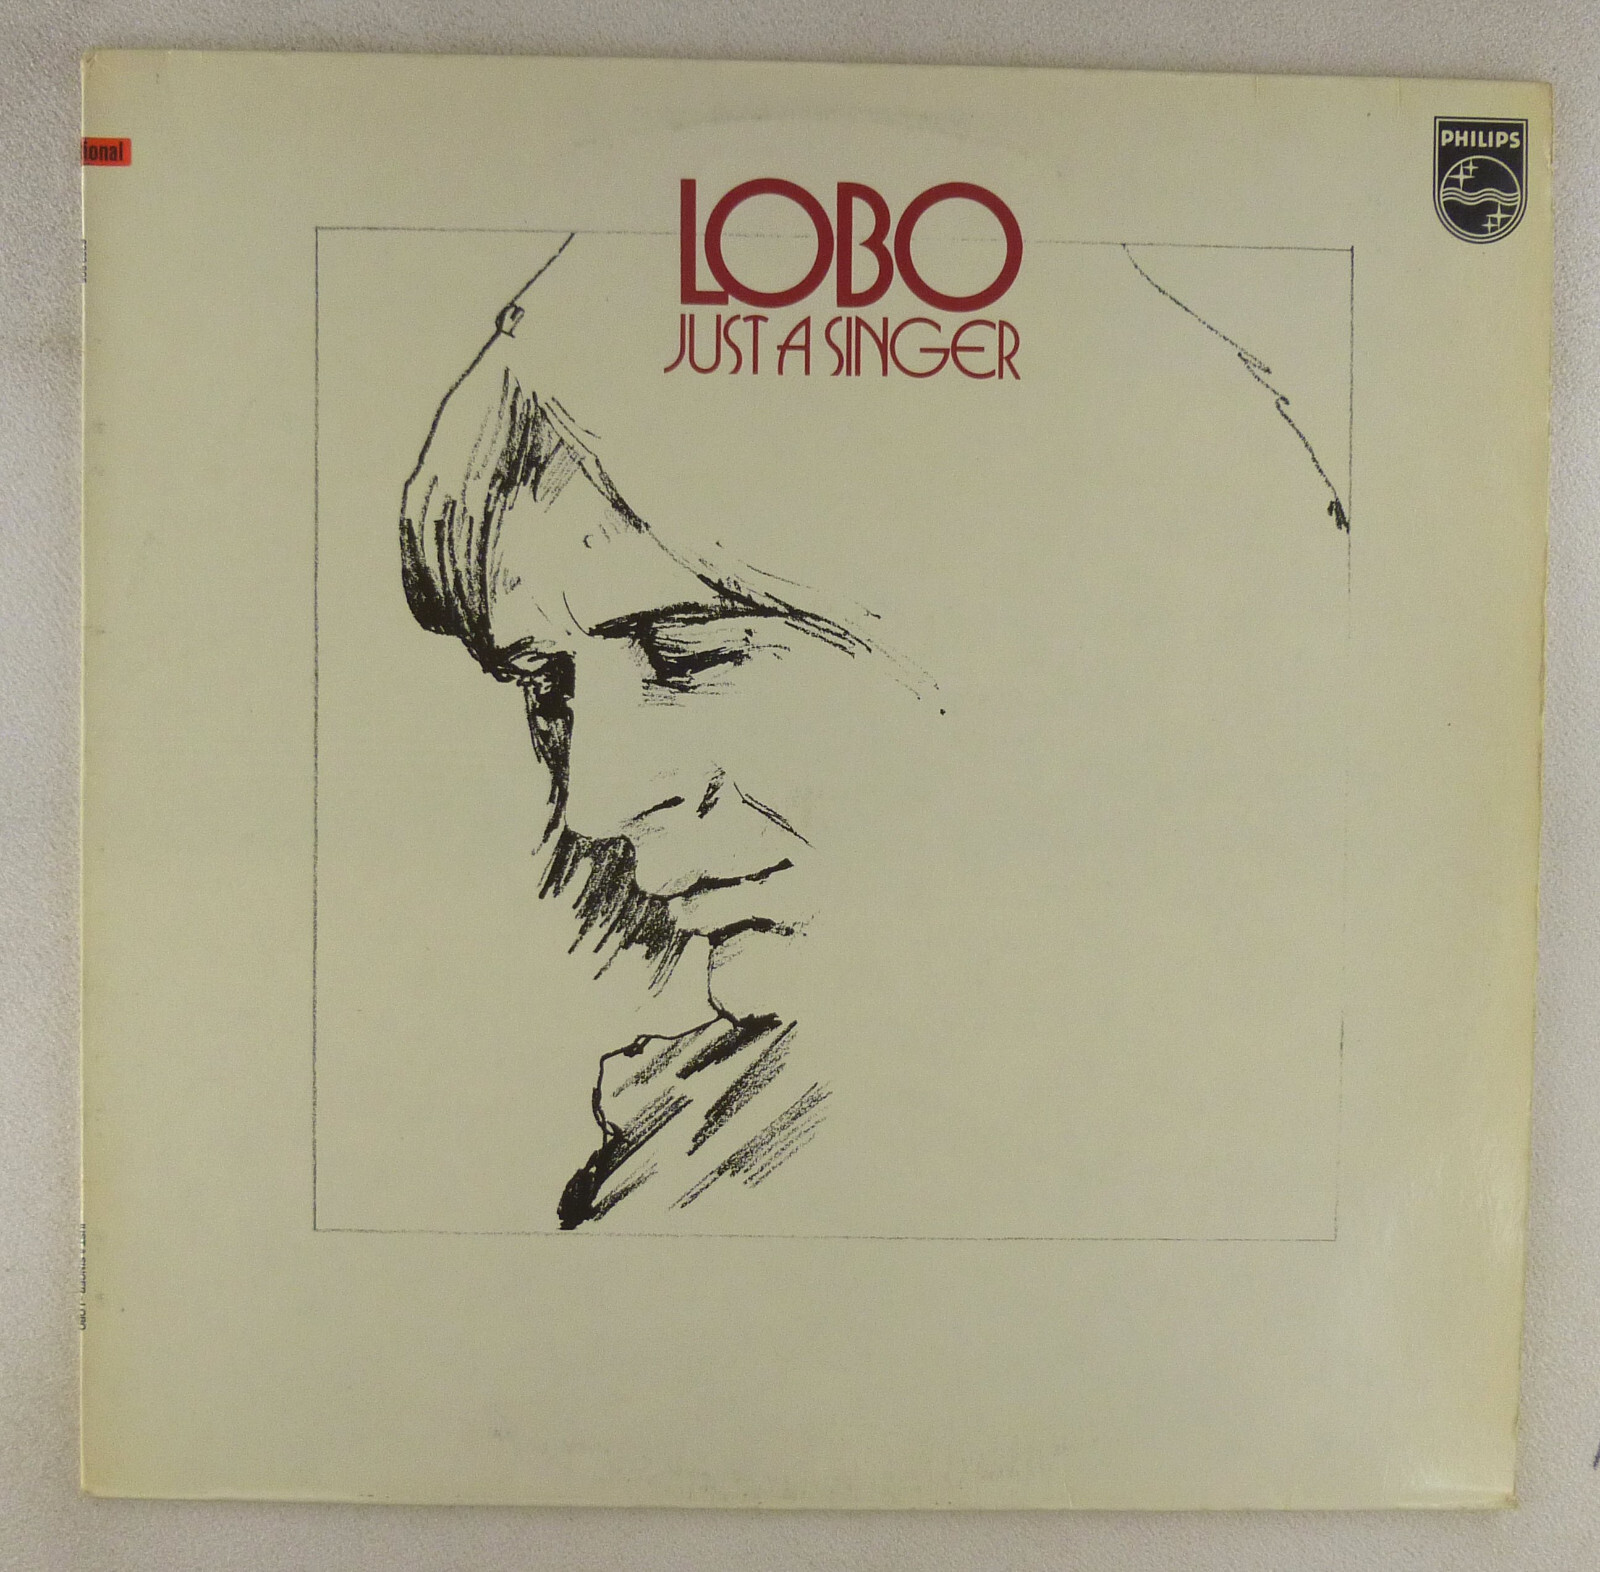 ional
PHILIPS
LOBO
JUST A SINGER